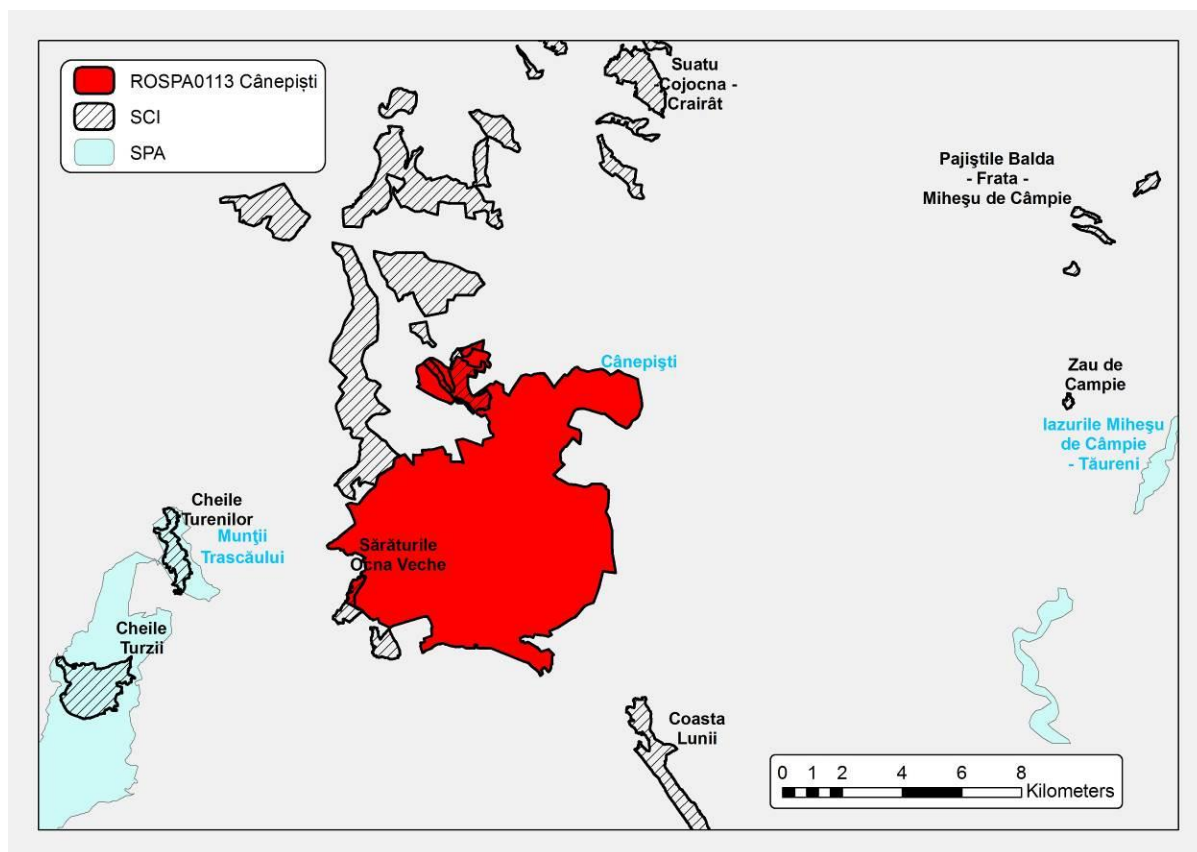 ROSPA0113 Cânepiști
SCI
SPA
Suatu
-Cojocna -
Crairât
Pajiştile Balda
- Frata -
Miheşu de Câmpie
Cânepişti
Zau de
Campie
Iazurile Miheşu
de Câmpie
- Tăureni
Cheile
Turenilor
Munţii
Trascăului
Sărăturile
Ocna Veche
Cheile
Turzii
Coasta
Lunii
0 1 2 4 6 8
Kilometers